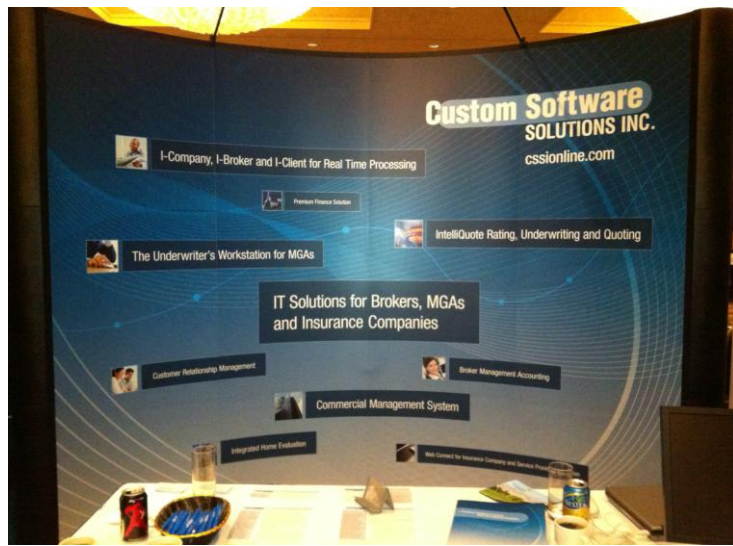 Custom Software
SOLUTIONS INC.
cssionline.com
I-Company, I-Broker and I-Client for Real Time Processing
Premium Finance Solution
IntelliQuote Rating, Underwriting and Quoting
The Underwriter's Workstation for MGAs
IT Solutions for Brokers, MGAs
and Insurance Companies
Customer Relationship Management
Broker Management Accounting
Commercial Management System
Integrated Home Evaluation
Web Connect for Insurance Company and Service Provider